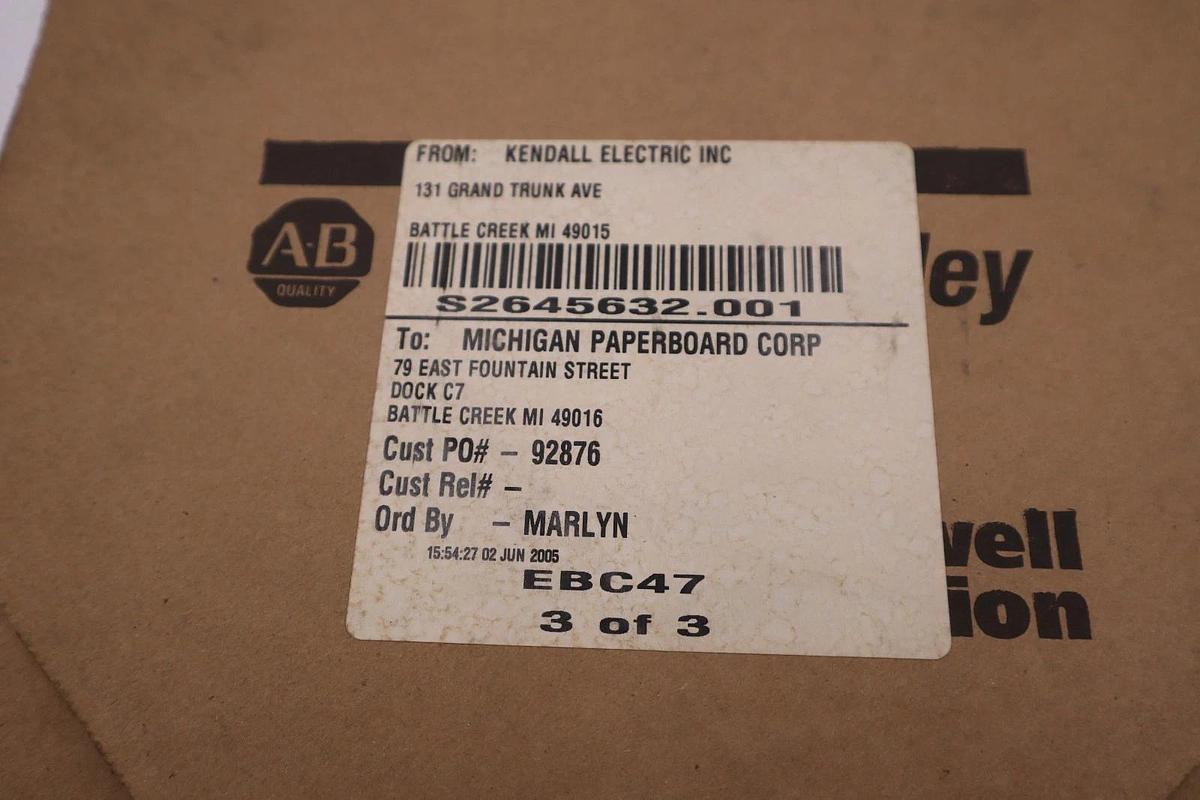 FROM: KENDALL ELECTRIC INC
131 GRAND TRUNK AVE
BATTLE CREEK MI 49015
S2645632.001
To: MICHIGAN PAPERBOARD CORP
79 EAST FOUNTAIN STREET
DOCK C7
BATTLE CREEK MI 49016
Cust PO# – 92876
Cust Rel# –
Ord By – MARLYN
15:54:27 02 JUN 2005
EBC47
3 of 3
A-B
QUALITY
ley
well
ion